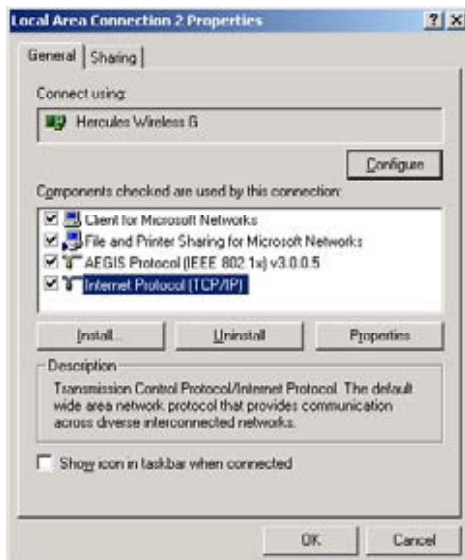 Local Area Connection 2 Properties
General Sharing
Connect using:
Hercules Wireless G
Configure
Components checked are used by this connection:
Client for Microsoft Networks
File and Printer Sharing for Microsoft Networks
AEGIS Protocol (IEEE 802.1x) v3.0.0.5
Internet Protocol (TCP/IP)
Install... Uninstall Properties
Description
Transmission Control Protocol/Internet Protocol. The default
wide area network protocol that provides communication
across diverse interconnected networks.
Show icon in taskbar when connected
OK Cancel